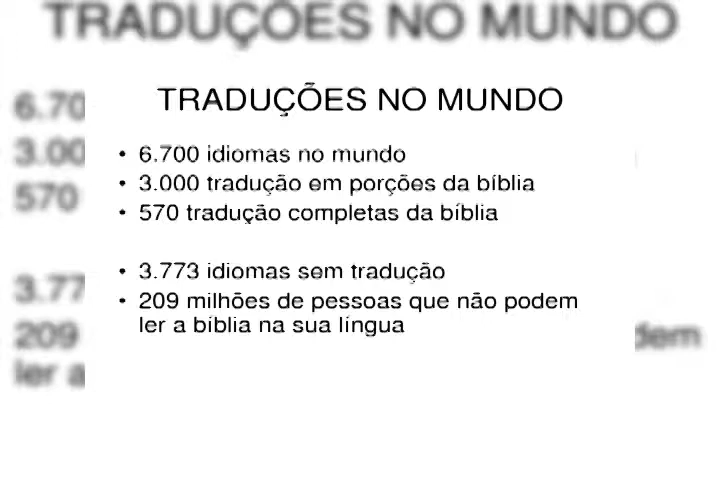 TRADUÇÕES NO MUNDO
• 6.700 idiomas no mundo
• 3.000 tradução em porções da bíblia
• 570 tradução completas da bíblia
• 3.773 idiomas sem tradução
• 209 milhões de pessoas que não podem
ler a bíblia na sua língua